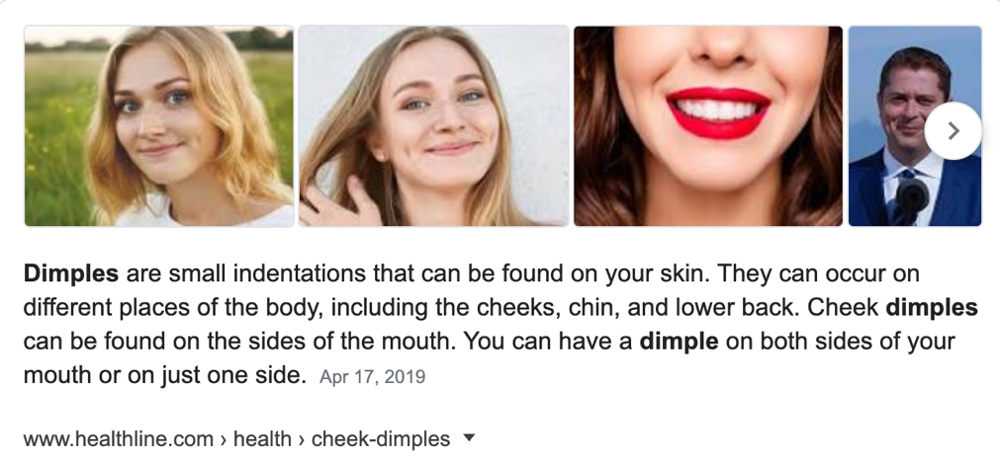 Dimples are small indentations that can be found on your skin. They can occur on
different places of the body, including the cheeks, chin, and lower back. Cheek dimples
can be found on the sides of the mouth. You can have a dimple on both sides of your
mouth or on just one side. Apr 17, 2019
www.healthline.com › health › cheek-dimples